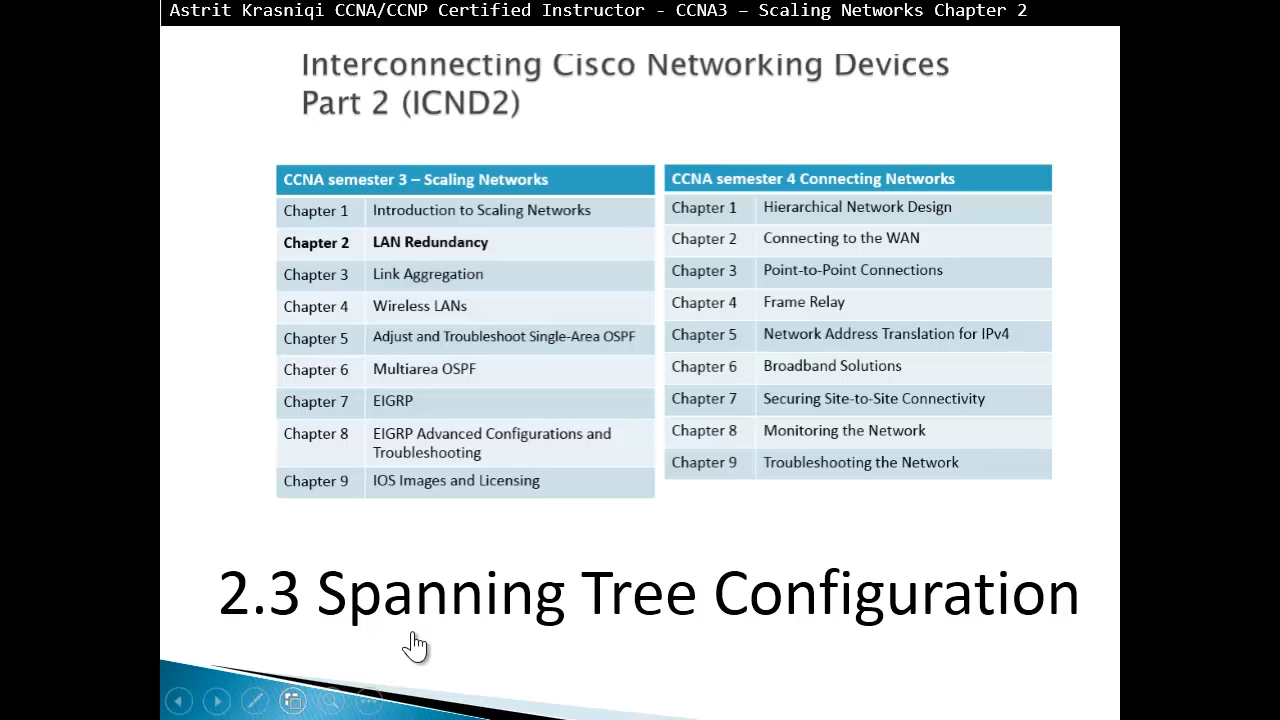 Astrit Krasniqi CCNA/CCNP Certified Instructor - CCNA3 – Scaling Networks Chapter 2
Interconnecting Cisco Networking Devices
Part 2 (ICND2)
CCNA semester 3 – Scaling Networks
Chapter 1 Introduction to Scaling Networks
Chapter 2 LAN Redundancy
Chapter 3 Link Aggregation
Chapter 4 Wireless LANs
Chapter 5 Adjust and Troubleshoot Single-Area OSPF
Chapter 6 Multiarea OSPF
Chapter 7 EIGRP
Chapter 8 EIGRP Advanced Configurations and
Troubleshooting
Chapter 9 IOS Images and Licensing
CCNA semester 4 Connecting Networks
Chapter 1 Hierarchical Network Design
Chapter 2 Connecting to the WAN
Chapter 3 Point-to-Point Connections
Chapter 4 Frame Relay
Chapter 5 Network Address Translation for IPv4
Chapter 6 Broadband Solutions
Chapter 7 Securing Site-to-Site Connectivity
Chapter 8 Monitoring the Network
Chapter 9 Troubleshooting the Network
2.3 Spanning Tree Configuration